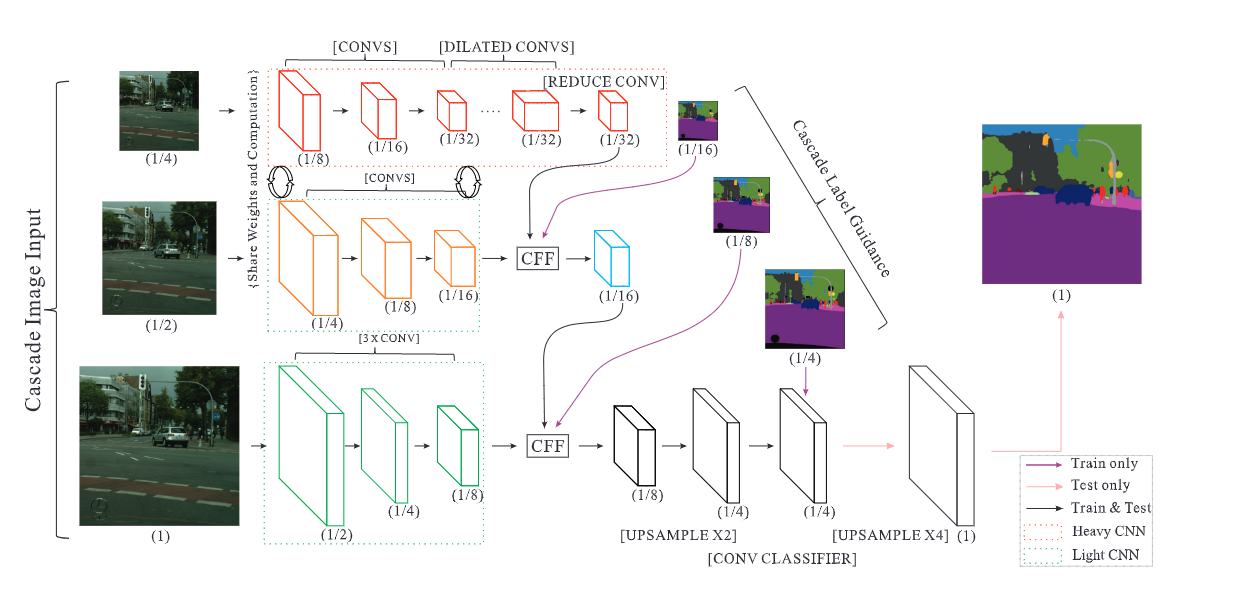 [CONVS]
[DILATED CONVS]
[REDUCE CONV]
(1/4)
(1/8)
(1/16)
(1/32)
....
(1/32)
(1/32)
(1/16)
{Share Weights and Computation}
Cascade Label Guidance
Cascade Image Input
[CONVS]
(1/2)
(1/4)
(1/8)
(1/16)
CFF
(1/16)
(1/8)
(1)
[3 X CONV]
(1/4)
(1)
(1/2)
(1/4)
(1/8)
CFF
(1/8)
(1/4)
(1/4)
(1)
[UPSAMPLE X2]
[UPSAMPLE X4]
[CONV CLASSIFIER]
Train only
Test only
Train & Test
Heavy CNN
Light CNN